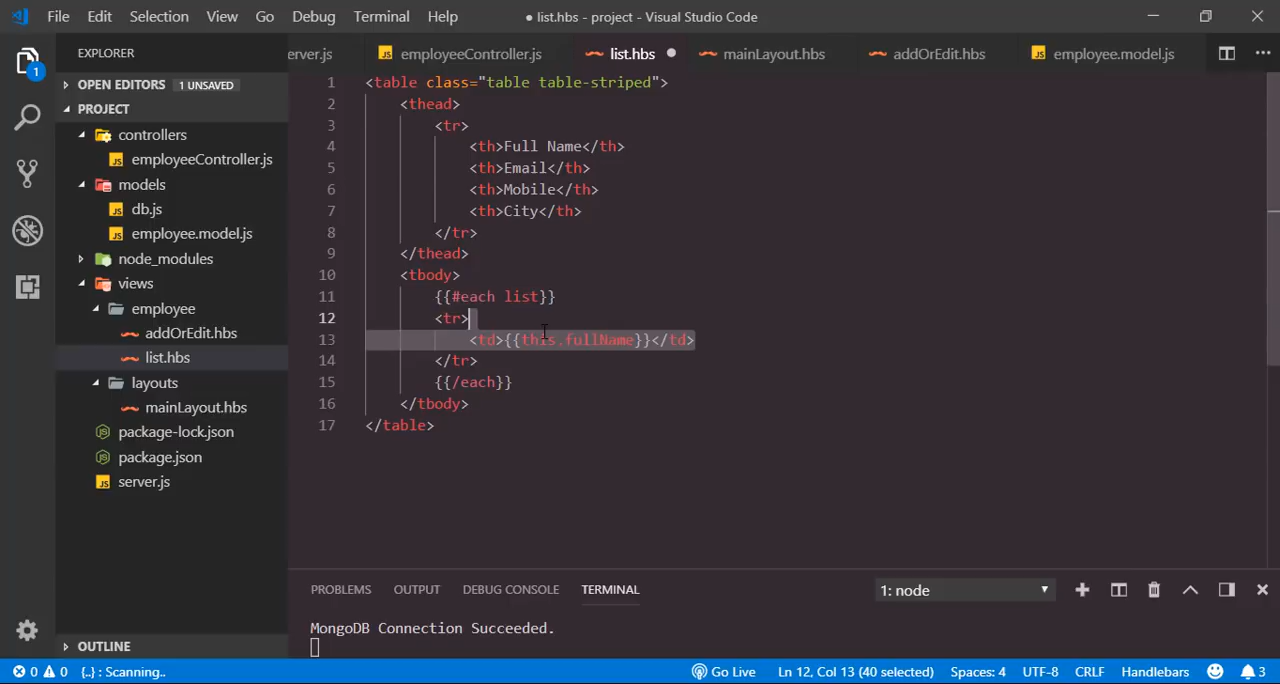 File Edit Selection View Go Debug Terminal Help ● list.hbs - project - Visual Studio Code
EXPLORER
OPEN EDITORS 1 UNSAVED
PROJECT
controllers
employeeController.js
models
db.js
employee.model.js
node_modules
views
employee
addOrEdit.hbs
list.hbs
layouts
mainLayout.hbs
package-lock.json
package.json
server.js
OUTLINE
1
erver.js employeeController.js list.hbs mainLayout.hbs addOrEdit.hbs employee.model.js
1 <table class="table table-striped">
2 <thead>
3 <tr>
4 <th>Full Name</th>
5 <th>Email</th>
6 <th>Mobile</th>
7 <th>City</th>
8 </tr>
9 </thead>
10 <tbody>
11 {{#each list}}
12 <tr>
13 <td>{{this.fullName}}</td>
14 </tr>
15 {{/each}}
16 </tbody>
17 </table>
PROBLEMS OUTPUT DEBUG CONSOLE TERMINAL 1: node
MongoDB Connection Succeeded.
0 0 {..} : Scanning.. Go Live Ln 12, Col 13 (40 selected) Spaces: 4 UTF-8 CRLF Handlebars 3